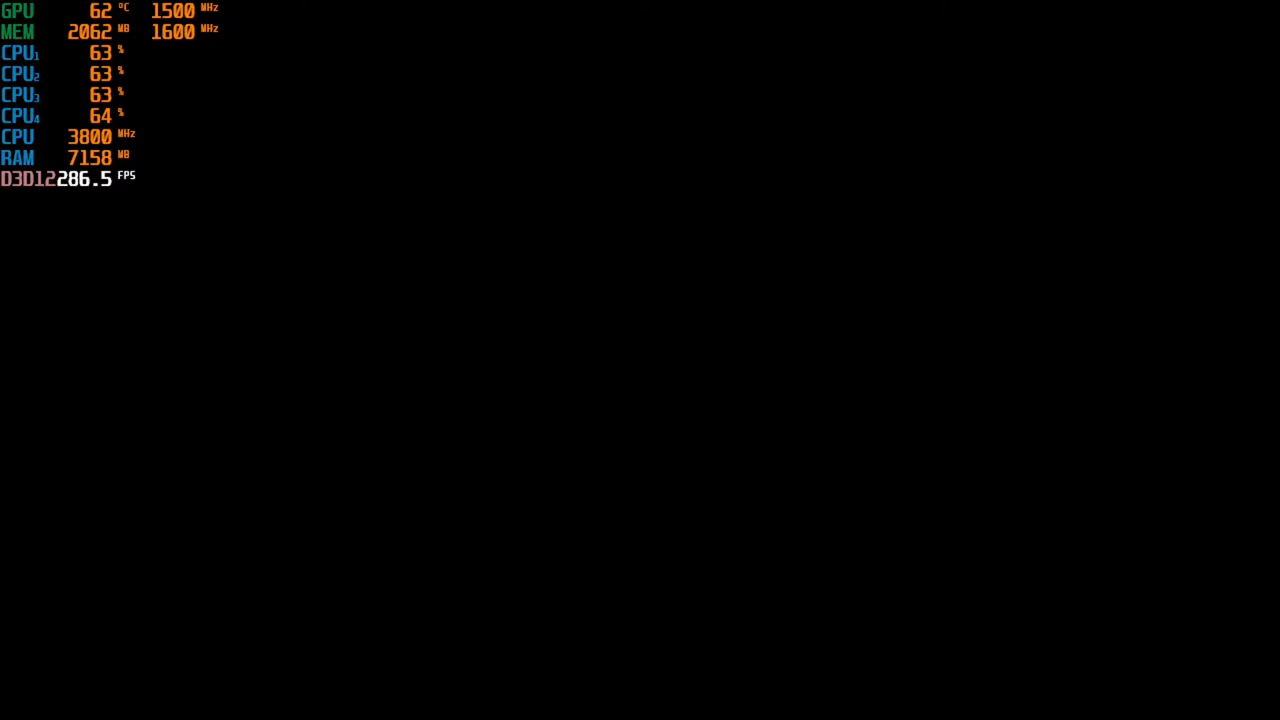 GPU 62 °C 1500 MHz
MEM 2062 MB 1600 MHz
CPU1 63 %
CPU2 63 %
CPU3 63 %
CPU4 64 %
CPU 3800 MHz
RAM 7158 MB
D3D12 286.5 FPS